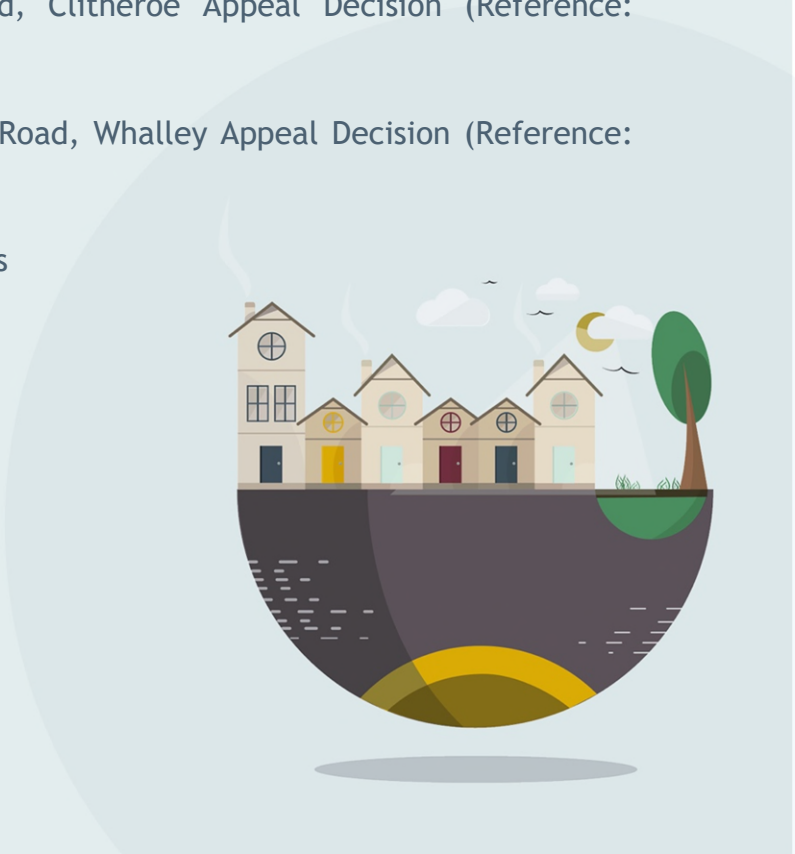 d, Clitheroe Appeal Decision (Reference:
Road, Whalley Appeal Decision (Reference:
s